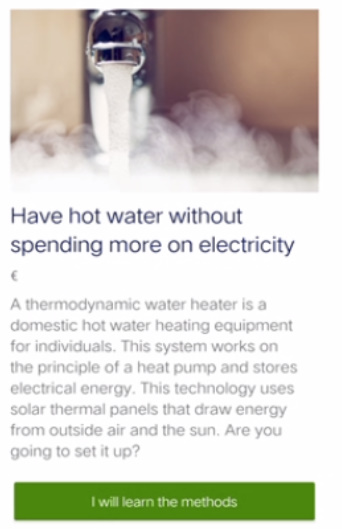 Have hot water without
spending more on electricity
€
A thermodynamic water heater is a
domestic hot water heating equipment
for individuals. This system works on
the principle of a heat pump and stores
electrical energy. This technology uses
solar thermal panels that draw energy
from outside air and the sun. Are you
going to set it up?
I will learn the methods